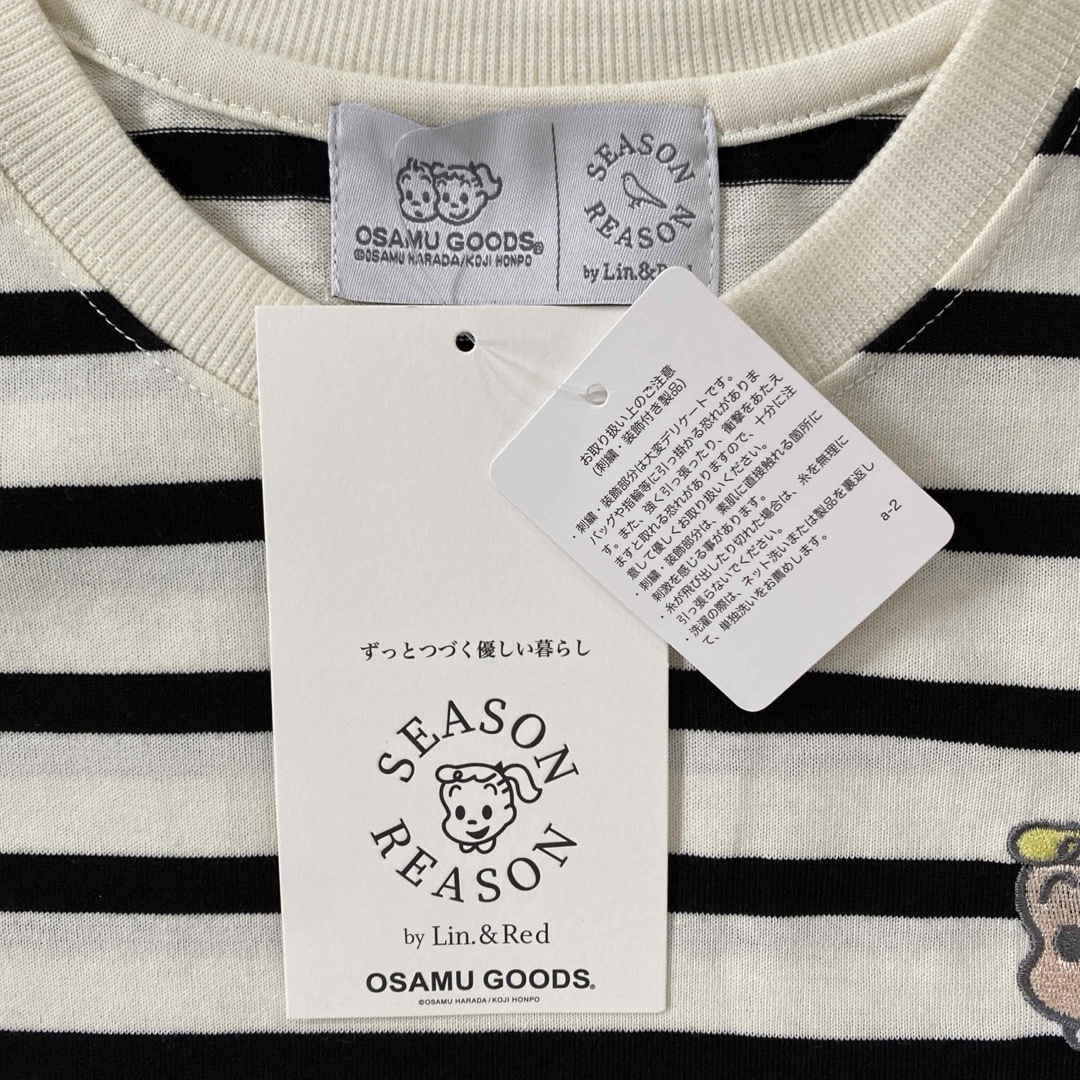 OSAMU GOODS®
©OSAMU HARADA/KOJI HONPO
SEASON
REASON
by Lin.&Red
お取り扱い上のご注意
(刺繍・装飾付き製品)
・刺繍・装飾部分は大変デリケートです。
バッグや指輪等に引っ掛かる恐れがありま
す。また、強く引っ張ったり、衝撃をあたえ
ますと取れる恐れがありますので、十分に注
意して優しくお取り扱いください。
・刺繍・装飾部分は、素肌に直接触れる箇所に
刺激を感じる事があります。
・糸が飛び出したり切れた場合は、糸を無理に
引っ張らないでください。
・洗濯の際は、ネット洗いまたは製品を裏返し
て、単独洗いをお薦めします。
a-2
ずっとつづく優しい暮らし
SEASON
REASON
by Lin.&Red
OSAMU GOODS®
©OSAMU HARADA/KOJI HONPO